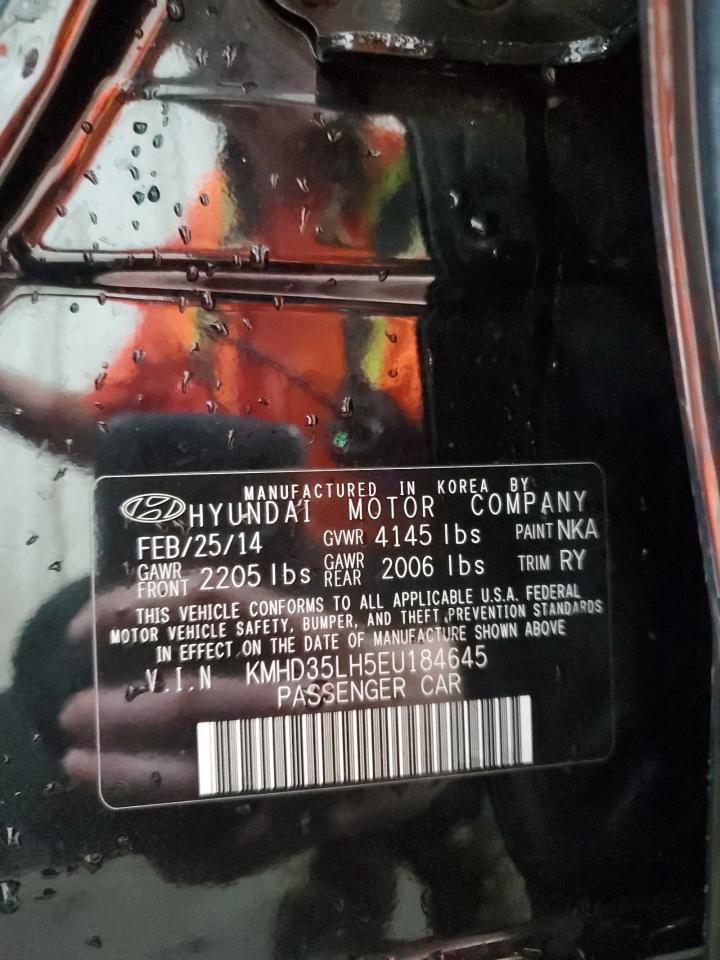 MANUFACTURED IN KOREA BY
HYUNDAI MOTOR COMPANY
FEB/25/14 GVWR 4145 lbs PAINT NKA
GAWR FRONT 2205 lbs GAWR REAR 2006 lbs TRIM RY
THIS VEHICLE CONFORMS TO ALL APPLICABLE U.S.A. FEDERAL
MOTOR VEHICLE SAFETY, BUMPER, AND THEFT PREVENTION STANDARDS
IN EFFECT ON THE DATE OF MANUFACTURE SHOWN ABOVE
V.I.N KMHD35LH5EU184645
PASSENGER CAR